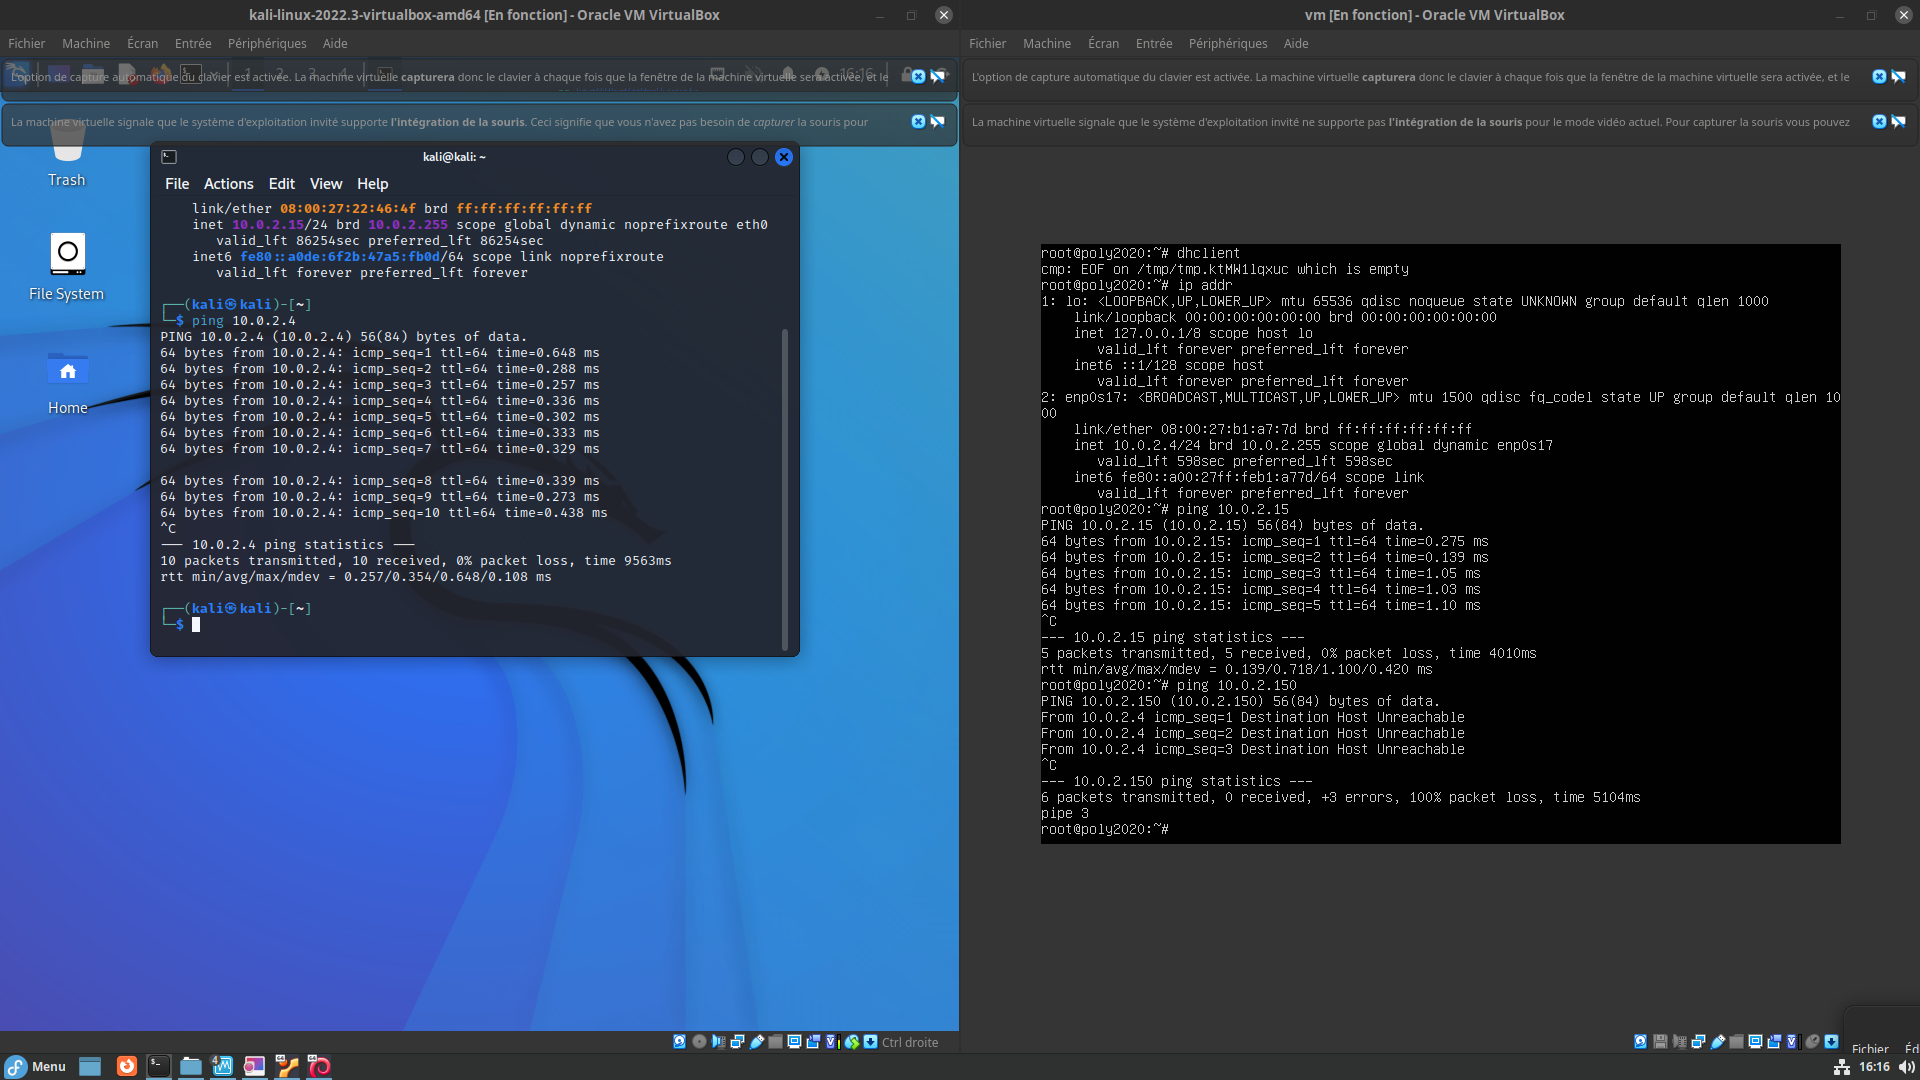 kali-linux-2022.3-virtualbox-amd64 [En fonction] - Oracle VM VirtualBox
Fichier Machine Écran Entrée Périphériques Aide
L'option de capture automatique du clavier est activée. La machine virtuelle capturera donc le clavier à chaque fois que la fenêtre de la machine virtuelle sera activée, et le
La machine virtuelle signale que le système d'exploitation invité supporte l'intégration de la souris. Ceci signifie que vous n'avez pas besoin de capturer la souris pour
Trash
File System
Home
kali@kali: ~
File Actions Edit View Help
link/ether 08:00:27:22:46:4f brd ff:ff:ff:ff:ff:ff
inet 10.0.2.15/24 brd 10.0.2.255 scope global dynamic noprefixroute eth0
valid_lft 86254sec preferred_lft 86254sec
inet6 fe80::a0de:6f2b:47a5:fb0d/64 scope link noprefixroute
valid_lft forever preferred_lft forever
┌──(kali㉿kali)-[~]
└─$ ping 10.0.2.4
PING 10.0.2.4 (10.0.2.4) 56(84) bytes of data.
64 bytes from 10.0.2.4: icmp_seq=1 ttl=64 time=0.648 ms
64 bytes from 10.0.2.4: icmp_seq=2 ttl=64 time=0.288 ms
64 bytes from 10.0.2.4: icmp_seq=3 ttl=64 time=0.257 ms
64 bytes from 10.0.2.4: icmp_seq=4 ttl=64 time=0.336 ms
64 bytes from 10.0.2.4: icmp_seq=5 ttl=64 time=0.302 ms
64 bytes from 10.0.2.4: icmp_seq=6 ttl=64 time=0.333 ms
64 bytes from 10.0.2.4: icmp_seq=7 ttl=64 time=0.329 ms
64 bytes from 10.0.2.4: icmp_seq=8 ttl=64 time=0.339 ms
64 bytes from 10.0.2.4: icmp_seq=9 ttl=64 time=0.273 ms
64 bytes from 10.0.2.4: icmp_seq=10 ttl=64 time=0.438 ms
^C
--- 10.0.2.4 ping statistics ---
10 packets transmitted, 10 received, 0% packet loss, time 9563ms
rtt min/avg/max/mdev = 0.257/0.354/0.648/0.108 ms
┌──(kali㉿kali)-[~]
└─$
Ctrl droite
vm [En fonction] - Oracle VM VirtualBox
Fichier Machine Écran Entrée Périphériques Aide
L'option de capture automatique du clavier est activée. La machine virtuelle capturera donc le clavier à chaque fois que la fenêtre de la machine virtuelle sera activée, et le
La machine virtuelle signale que le système d'exploitation invité ne supporte pas l'intégration de la souris pour le mode vidéo actuel. Pour capturer la souris vous pouvez
root@poly2020:~# dhclient
cmp: EOF on /tmp/tmp.ktMW1lqxuc which is empty
root@poly2020:~# ip addr
1: lo: <LOOPBACK,UP,LOWER_UP> mtu 65536 qdisc noqueue state UNKNOWN group default qlen 1000
link/loopback 00:00:00:00:00:00 brd 00:00:00:00:00:00
inet 127.0.0.1/8 scope host lo
valid_lft forever preferred_lft forever
inet6 ::1/128 scope host
valid_lft forever preferred_lft forever
2: enp0s17: <BROADCAST,MULTICAST,UP,LOWER_UP> mtu 1500 qdisc fq_codel state UP group default qlen 10
00
link/ether 08:00:27:b1:a7:7d brd ff:ff:ff:ff:ff:ff
inet 10.0.2.4/24 brd 10.0.2.255 scope global dynamic enp0s17
valid_lft 598sec preferred_lft 598sec
inet6 fe80::a00:27ff:feb1:a77d/64 scope link
valid_lft forever preferred_lft forever
root@poly2020:~# ping 10.0.2.15
PING 10.0.2.15 (10.0.2.15) 56(84) bytes of data.
64 bytes from 10.0.2.15: icmp_seq=1 ttl=64 time=0.275 ms
64 bytes from 10.0.2.15: icmp_seq=2 ttl=64 time=0.139 ms
64 bytes from 10.0.2.15: icmp_seq=3 ttl=64 time=1.05 ms
64 bytes from 10.0.2.15: icmp_seq=4 ttl=64 time=1.03 ms
64 bytes from 10.0.2.15: icmp_seq=5 ttl=64 time=1.10 ms
^C
--- 10.0.2.15 ping statistics ---
5 packets transmitted, 5 received, 0% packet loss, time 4010ms
rtt min/avg/max/mdev = 0.139/0.718/1.100/0.420 ms
root@poly2020:~# ping 10.0.2.150
PING 10.0.2.150 (10.0.2.150) 56(84) bytes of data.
From 10.0.2.4 icmp_seq=1 Destination Host Unreachable
From 10.0.2.4 icmp_seq=2 Destination Host Unreachable
From 10.0.2.4 icmp_seq=3 Destination Host Unreachable
^C
--- 10.0.2.150 ping statistics ---
6 packets transmitted, 0 received, +3 errors, 100% packet loss, time 5104ms
pipe 3
root@poly2020:~#
Fichier Éd
Menu
4
16:16